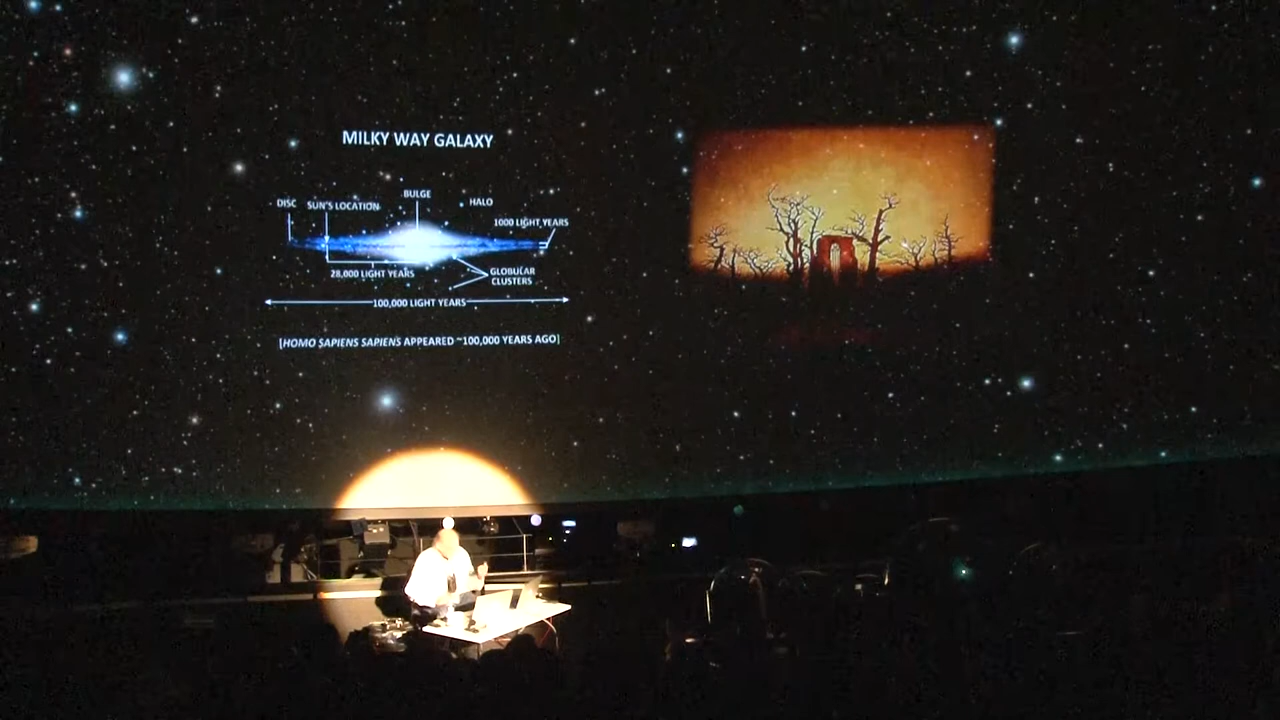 MILKY WAY GALAXY
BULGE
DISC SUN'S LOCATION HALO
1000 LIGHT YEARS
28,000 LIGHT YEARS
GLOBULAR
CLUSTERS
100,000 LIGHT YEARS
[HOMO SAPIENS SAPIENS APPEARED ~100,000 YEARS AGO]